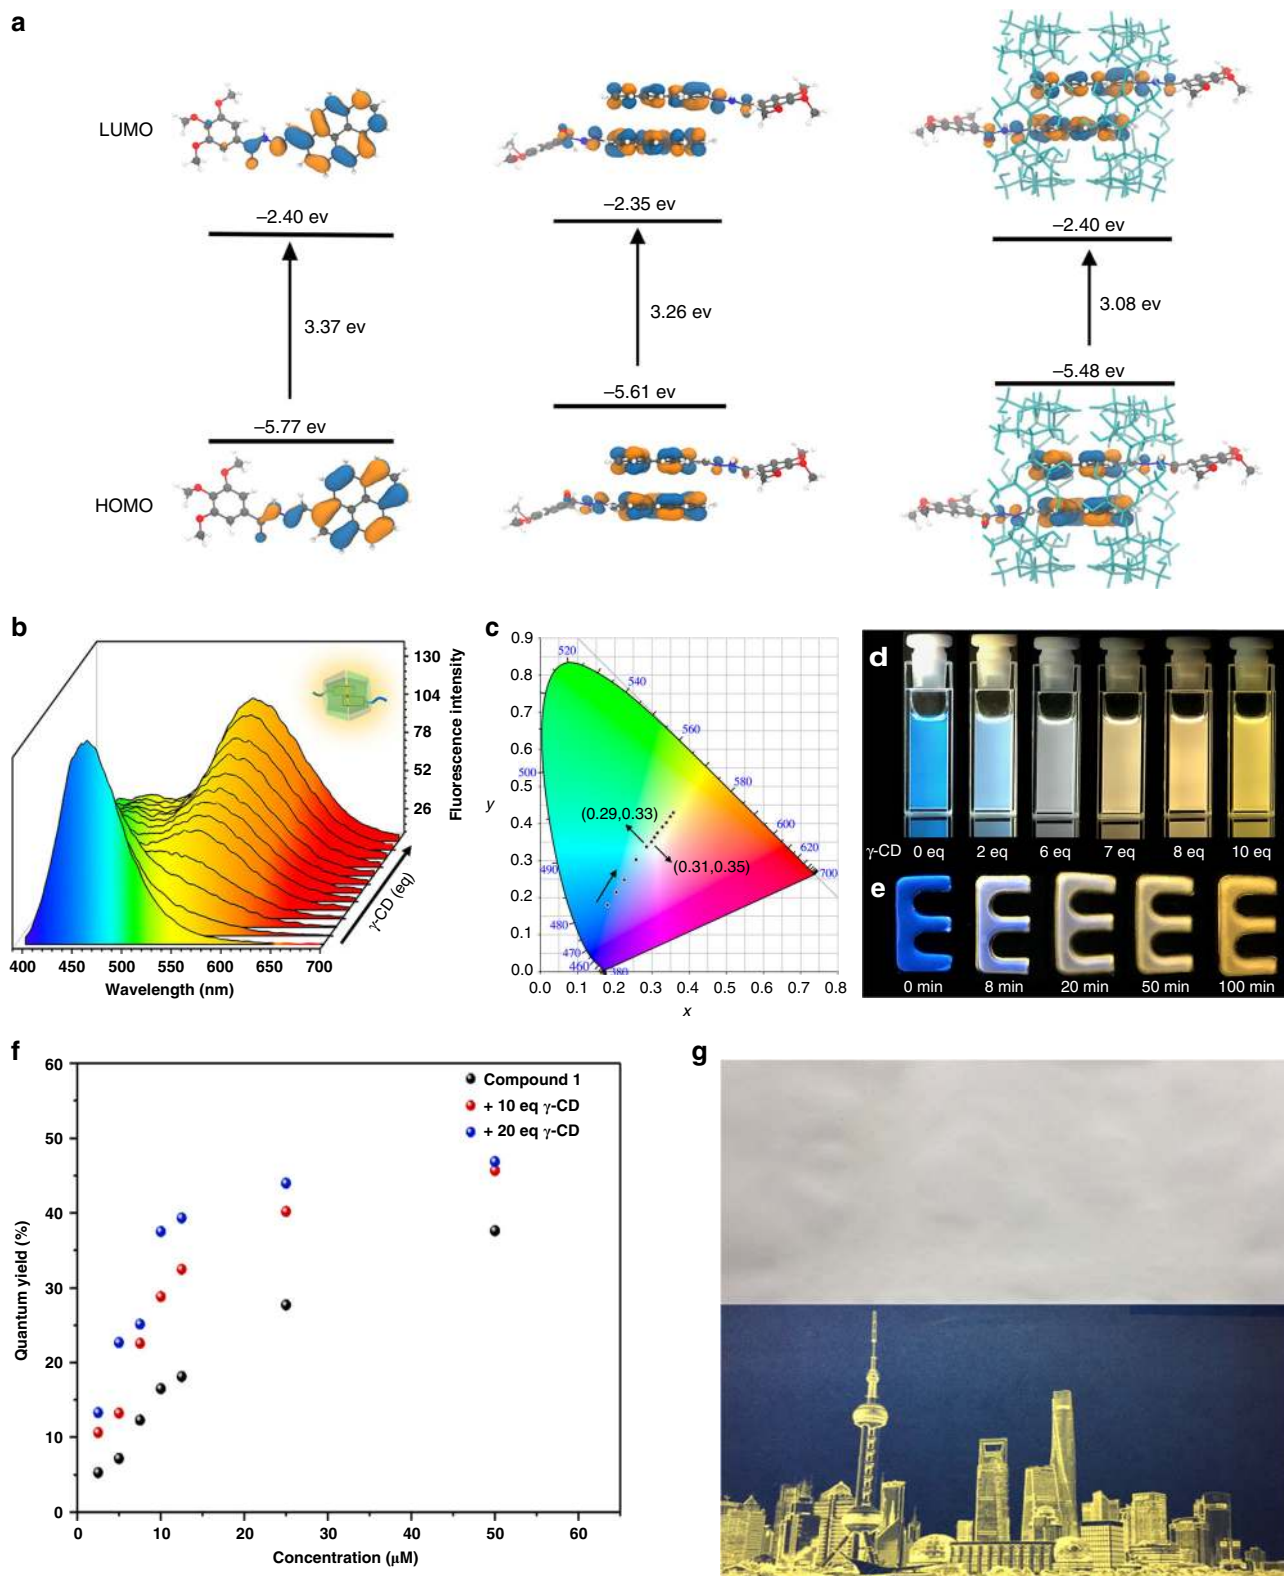 a
LUMO
–2.40 ev
–2.35 ev
–2.40 ev
3.37 ev
3.26 ev
3.08 ev
–5.77 ev
–5.61 ev
–5.48 ev
HOMO
b
130
104
78
52
26
Fluorescence intensity
γ-CD (eq)
400 450 500 550 600 650 700
Wavelength (nm)
c
0.9
0.8
0.7
0.6
0.5
0.4
0.3
0.2
0.1
0.0
y
520
540
560
580
600
620
700
500
490
480
470
460
380
(0.29,0.33)
(0.31,0.35)
0.0 0.1 0.2 0.3 0.4 0.5 0.6 0.7 0.8
x
d
γ-CD 0 eq 2 eq 6 eq 7 eq 8 eq 10 eq
e
E E E E E
0 min 8 min 20 min 50 min 100 min
f
60
50
40
30
20
10
0
Quantum yield (%)
Compound 1
+ 10 eq γ-CD
+ 20 eq γ-CD
0 10 20 30 40 50 60
Concentration (μM)
g